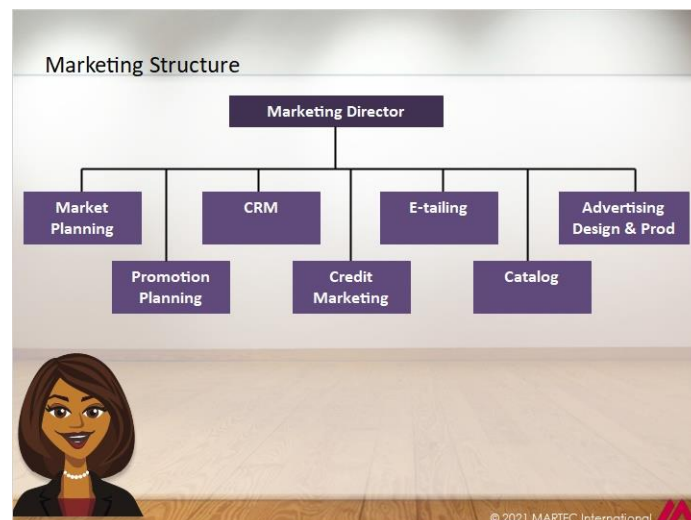 Marketing Structure
Marketing Director
Market
Planning
CRM
E-tailing
Advertising
Design & Prod
Promotion
Planning
Credit
Marketing
Catalog
© 2021 MARTEC International